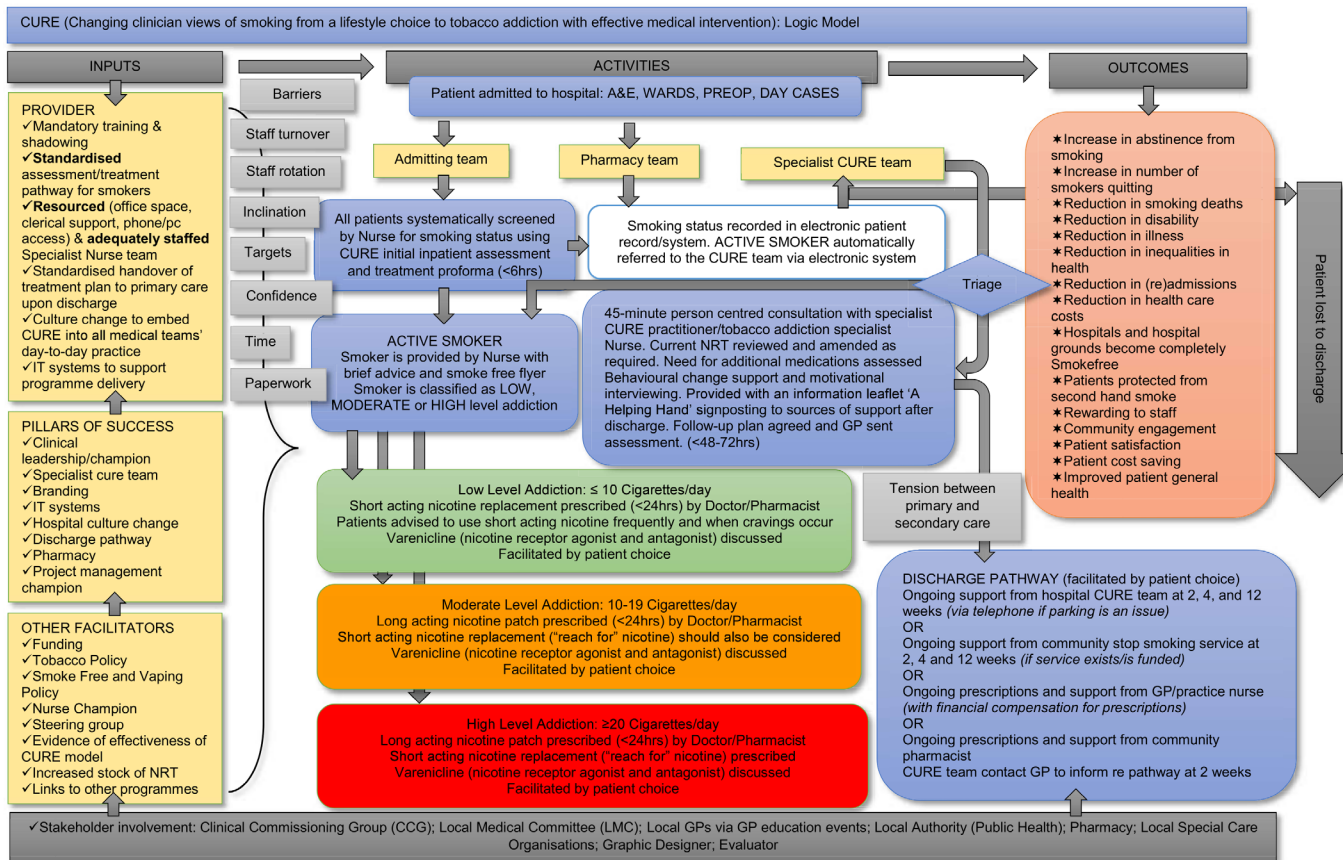 CURE (Changing clinician views of smoking from a lifestyle choice to tobacco addiction with effective medical intervention): Logic Model
INPUTS
ACTIVITIES
OUTCOMES
PROVIDER
✓Mandatory training &
shadowing
✓Standardised
assessment/treatment
pathway for smokers
✓Resourced (office space,
clerical support, phone/pc
access) & adequately staffed
Specialist Nurse team
✓Standardised handover of
treatment plan to primary care
upon discharge
✓Culture change to embed
CURE into all medical teams'
day-to-day practice
✓IT systems to support
programme delivery
PILLARS OF SUCCESS
✓Clinical
leadership/champion
✓Specialist cure team
✓Branding
✓IT systems
✓Hospital culture change
✓Discharge pathway
✓Pharmacy
✓Project management
champion
OTHER FACILITATORS
✓Funding
✓Tobacco Policy
✓Smoke Free and Vaping
Policy
✓Nurse Champion
✓Steering group
✓Evidence of effectiveness of
CURE model
✓Increased stock of NRT
✓Links to other programmes
Barriers
Staff turnover
Staff rotation
Inclination
Targets
Confidence
Time
Paperwork
Patient admitted to hospital: A&E, WARDS, PREOP, DAY CASES
Admitting team
Pharmacy team
Specialist CURE team
All patients systematically screened
by Nurse for smoking status using
CURE initial inpatient assessment
and treatment proforma (<6hrs)
Smoking status recorded in electronic patient
record/system. ACTIVE SMOKER automatically
referred to the CURE team via electronic system
Triage
ACTIVE SMOKER
Smoker is provided by Nurse with
brief advice and smoke free flyer
Smoker is classified as LOW,
MODERATE or HIGH level addiction
45-minute person centred consultation with specialist
CURE practitioner/tobacco addiction specialist
Nurse. Current NRT reviewed and amended as
required. Need for additional medications assessed
Behavioural change support and motivational
interviewing. Provided with an information leaflet 'A
Helping Hand' signposting to sources of support after
discharge. Follow-up plan agreed and GP sent
assessment. (<48-72hrs)
Low Level Addiction: ≤ 10 Cigarettes/day
Short acting nicotine replacement prescribed (<24hrs) by Doctor/Pharmacist
Patients advised to use short acting nicotine frequently and when cravings occur
Varenicline (nicotine receptor agonist and antagonist) discussed
Facilitated by patient choice
Moderate Level Addiction: 10-19 Cigarettes/day
Long acting nicotine patch prescribed (<24hrs) by Doctor/Pharmacist
Short acting nicotine replacement ("reach for" nicotine) should also be considered
Varenicline (nicotine receptor agonist and antagonist) discussed
Facilitated by patient choice
High Level Addiction: ≥20 Cigarettes/day
Long acting nicotine patch prescribed (<24hrs) by Doctor/Pharmacist
Short acting nicotine replacement ("reach for" nicotine) prescribed
Varenicline (nicotine receptor agonist and antagonist) discussed
Facilitated by patient choice
✶Increase in abstinence from
smoking
✶Increase in number of
smokers quitting
✶Reduction in smoking deaths
✶Reduction in disability
✶Reduction in illness
✶Reduction in inequalities in
health
✶Reduction in (re)admissions
✶Reduction in health care
costs
✶Hospitals and hospital
grounds become completely
Smokefree
✶Patients protected from
second hand smoke
✶Rewarding to staff
✶Community engagement
✶Patient satisfaction
✶Patient cost saving
✶Improved patient general
health
Patient lost to discharge
Tension between
primary and
secondary care
DISCHARGE PATHWAY (facilitated by patient choice)
Ongoing support from hospital CURE team at 2, 4, and 12
weeks (via telephone if parking is an issue)
OR
Ongoing support from community stop smoking service at
2, 4 and 12 weeks (if service exists/is funded)
OR
Ongoing prescriptions and support from GP/practice nurse
(with financial compensation for prescriptions)
OR
Ongoing prescriptions and support from community
pharmacist
CURE team contact GP to inform re pathway at 2 weeks
✓Stakeholder involvement: Clinical Commissioning Group (CCG); Local Medical Committee (LMC); Local GPs via GP education events; Local Authority (Public Health); Pharmacy; Local Special Care
Organisations; Graphic Designer; Evaluator